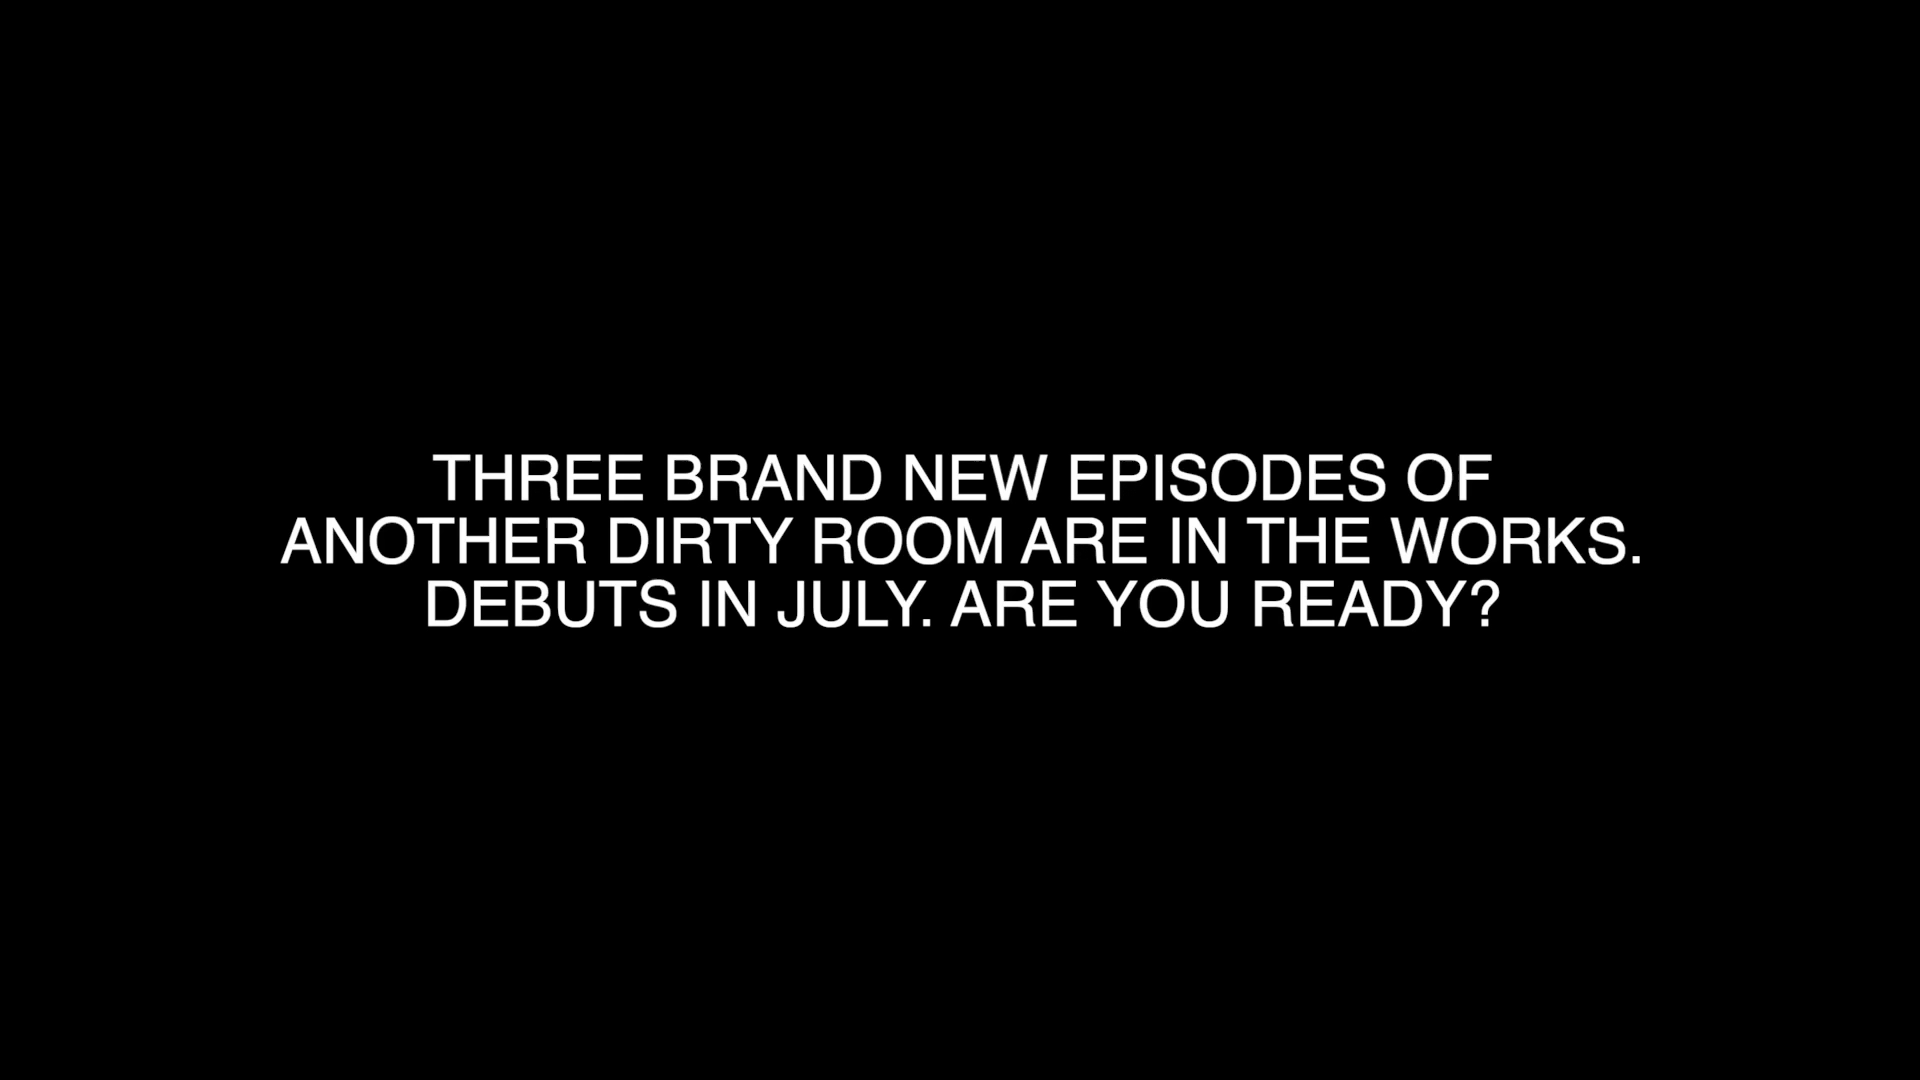 THREE BRAND NEW EPISODES OF
ANOTHER DIRTY ROOM ARE IN THE WORKS.
DEBUTS IN JULY. ARE YOU READY?